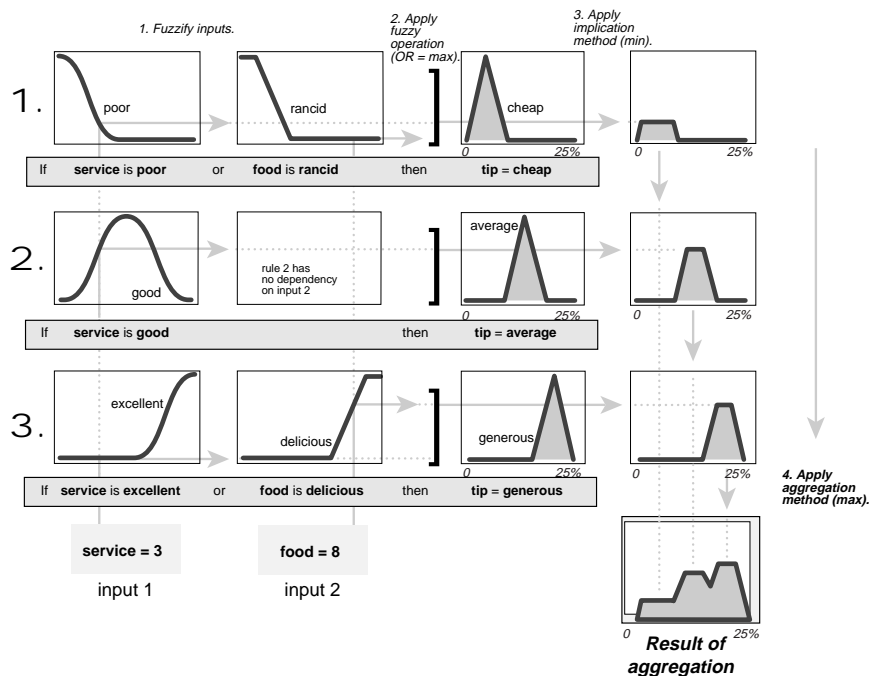 1. Fuzzify inputs.
2. Apply
fuzzy
operation
(OR = max).
3. Apply
implication
method (min).
1.
poor
rancid
cheap
0 25%
0 25%
If service is poor or food is rancid then tip = cheap
2.
good
rule 2 has
no dependency
on input 2
average
0 25%
0 25%
If service is good then tip = average
3.
excellent
delicious
generous
0 25%
0 25%
If service is excellent or food is delicious then tip = generous
4. Apply
aggregation
method (max).
service = 3
food = 8
input 1
input 2
0 25%
Result of
aggregation